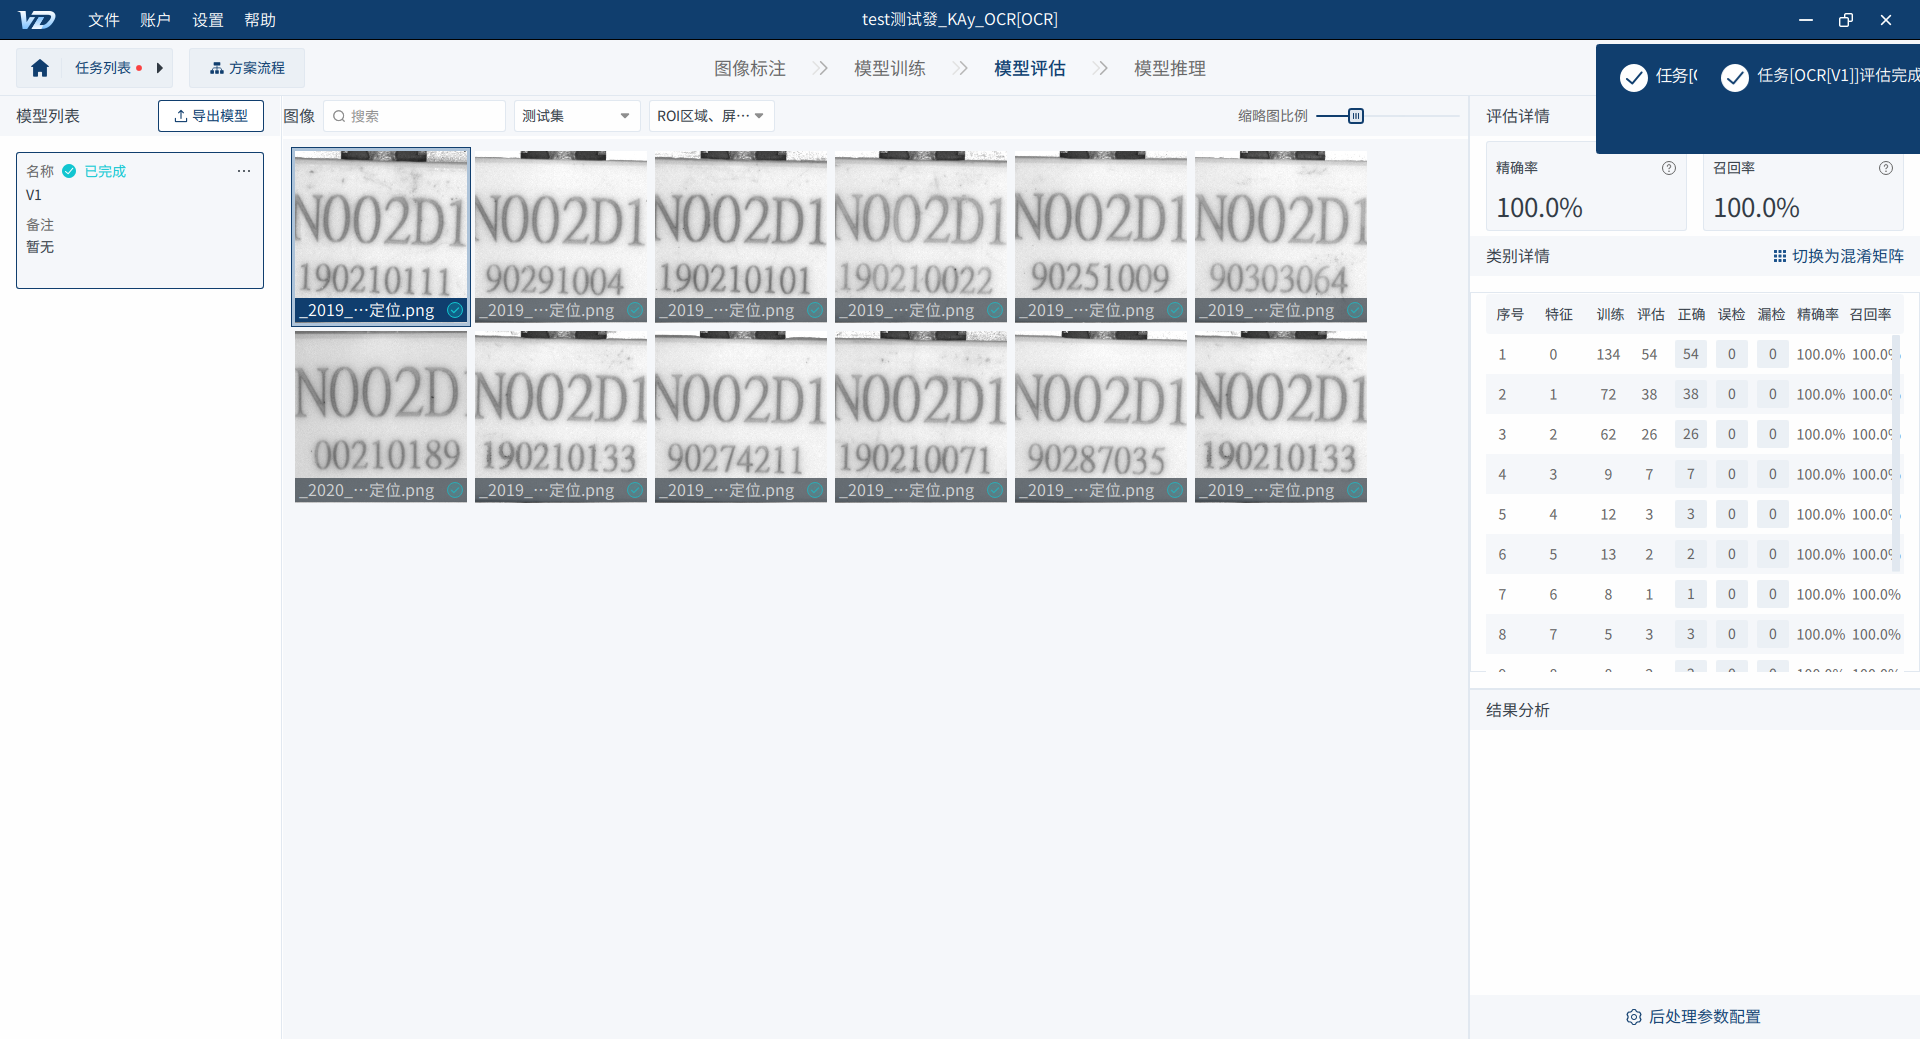 VD 文件 账户 设置 帮助 test测试發_KAy_OCR[OCR]
任务列表 方案流程 图像标注 模型训练 模型评估 模型推理
任务[ 任务[OCR[V1]]评估完成
模型列表 导出模型 图像 搜索 测试集 ROI区域、屏··· 缩略图比例 评估详情
名称 已完成 ···
V1
备注
暂无
N002D1 N002D1 N002D1 N002D1 N002D1 N002D1
190210111 90291004 190210101 190210022 90251009 90303064
_2019_···定位.png _2019_···定位.png _2019_···定位.png _2019_···定位.png _2019_···定位.png _2019_···定位.png
N002D N002D1 N002D1 N002D1 N002D1 N002D1
00210189 190210133 90274211 190210071 90287035 190210133
_2020_···定位.png _2019_···定位.png _2019_···定位.png _2019_···定位.png _2019_···定位.png _2019_···定位.png
精确率 召回率
100.0% 100.0%
类别详情 切换为混淆矩阵
序号 特征 训练 评估 正确 误检 漏检 精确率 召回率
1 0 134 54 54 0 0 100.0% 100.0%
2 1 72 38 38 0 0 100.0% 100.0%
3 2 62 26 26 0 0 100.0% 100.0%
4 3 9 7 7 0 0 100.0% 100.0%
5 4 12 3 3 0 0 100.0% 100.0%
6 5 13 2 2 0 0 100.0% 100.0%
7 6 8 1 1 0 0 100.0% 100.0%
8 7 5 3 3 0 0 100.0% 100.0%
结果分析
后处理参数配置